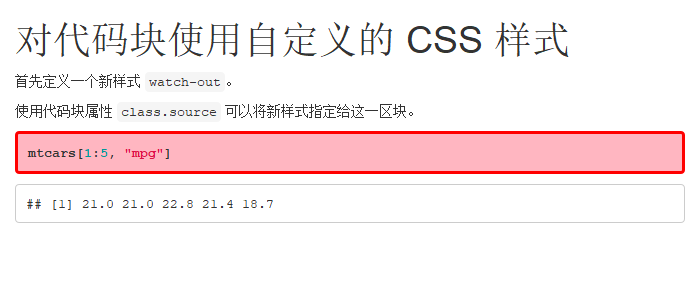 对代码块使用自定义的 CSS 样式
首先定义一个新样式 watch-out。
使用代码块属性 class.source 可以将新样式指定给这一区块。
mtcars[1:5, "mpg"]
## [1] 21.0 21.0 22.8 21.4 18.7